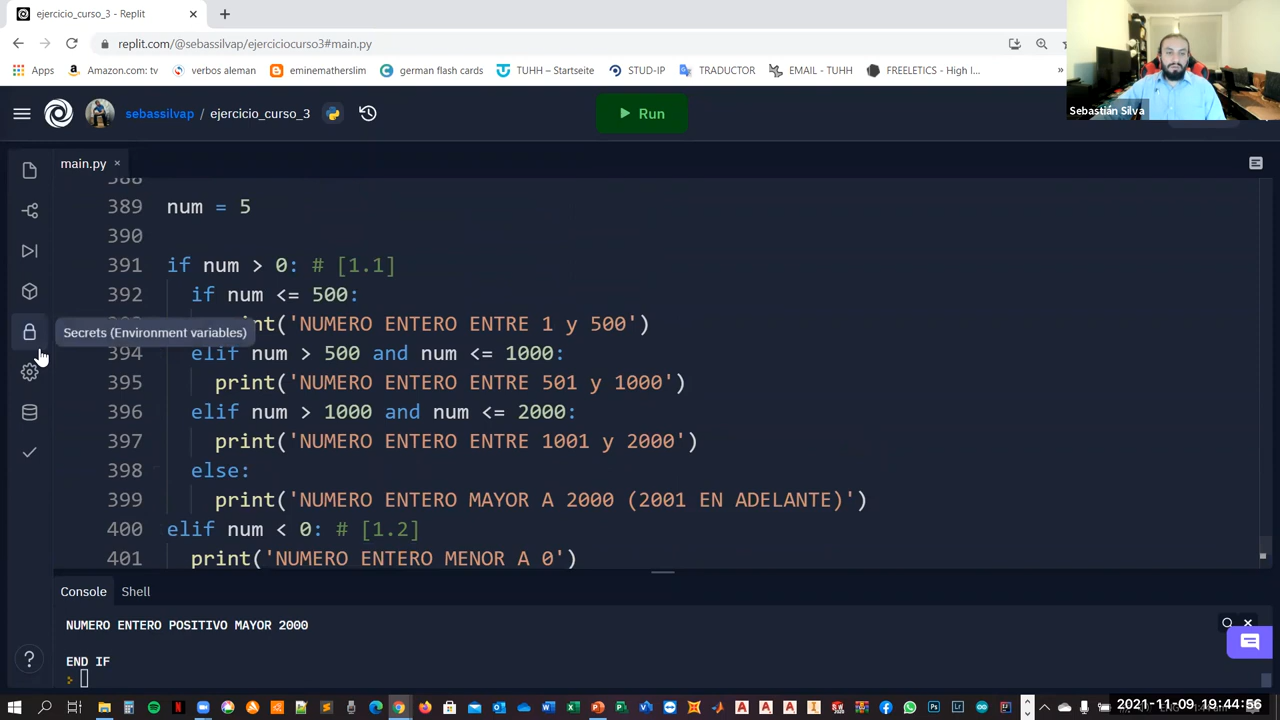 ejercicio_curso_3 - Replit
replit.com/@sebassilvap/ejerciciocurso3#main.py
Apps
Amazon.com: tv
verbos aleman
eminematherslim
german flash cards
TUHH – Startseite
STUD-IP
TRADUCTOR
EMAIL - TUHH
FREELETICS - High I...
»
Sebastián Silva
sebassilvap / ejercicio_curso_3
Run
main.py
388
389 num = 5
390
391 if num > 0: # [1.1]
392 if num <= 500:
Secrets (Environment variables)
nt('NUMERO ENTERO ENTRE 1 y 500')
394 elif num > 500 and num <= 1000:
395 print('NUMERO ENTERO ENTRE 501 y 1000')
396 elif num > 1000 and num <= 2000:
397 print('NUMERO ENTERO ENTRE 1001 y 2000')
398 else:
399 print('NUMERO ENTERO MAYOR A 2000 (2001 EN ADELANTE)')
400 elif num < 0: # [1.2]
401 print('NUMERO ENTERO MENOR A 0')
Console Shell
NUMERO ENTERO POSITIVO MAYOR 2000
END IF
2021-11-09 19:44:56